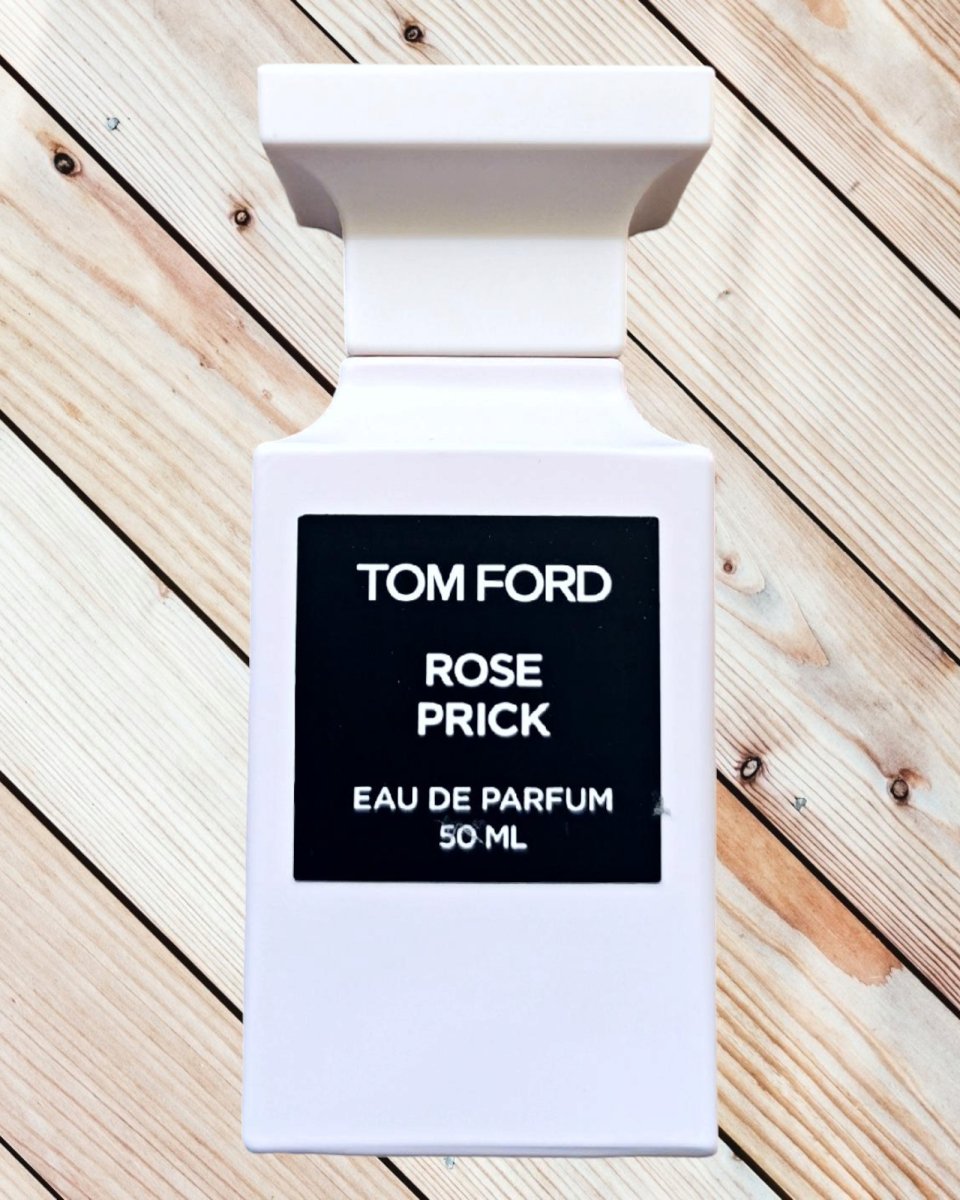 TOM FORD
ROSE
PRICK
EAU DE PARFUM
50 ML